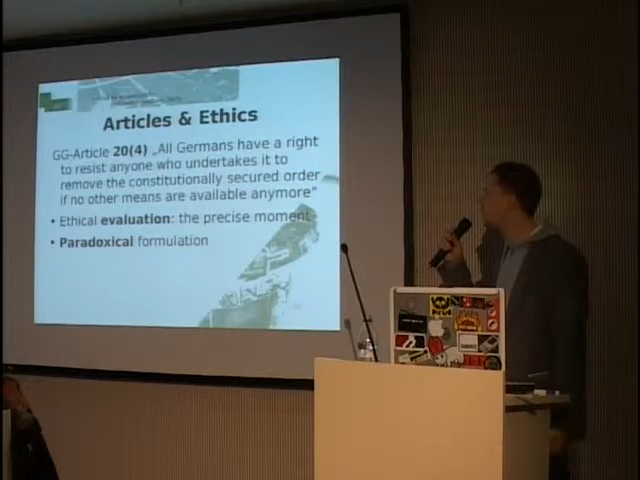 Articles & Ethics
GG-Article 20(4) „All Germans have a right
to resist anyone who undertakes it to
remove the constitutionally secured order
if no other means are available anymore“
• Ethical evaluation: the precise moment
• Paradoxical formulation